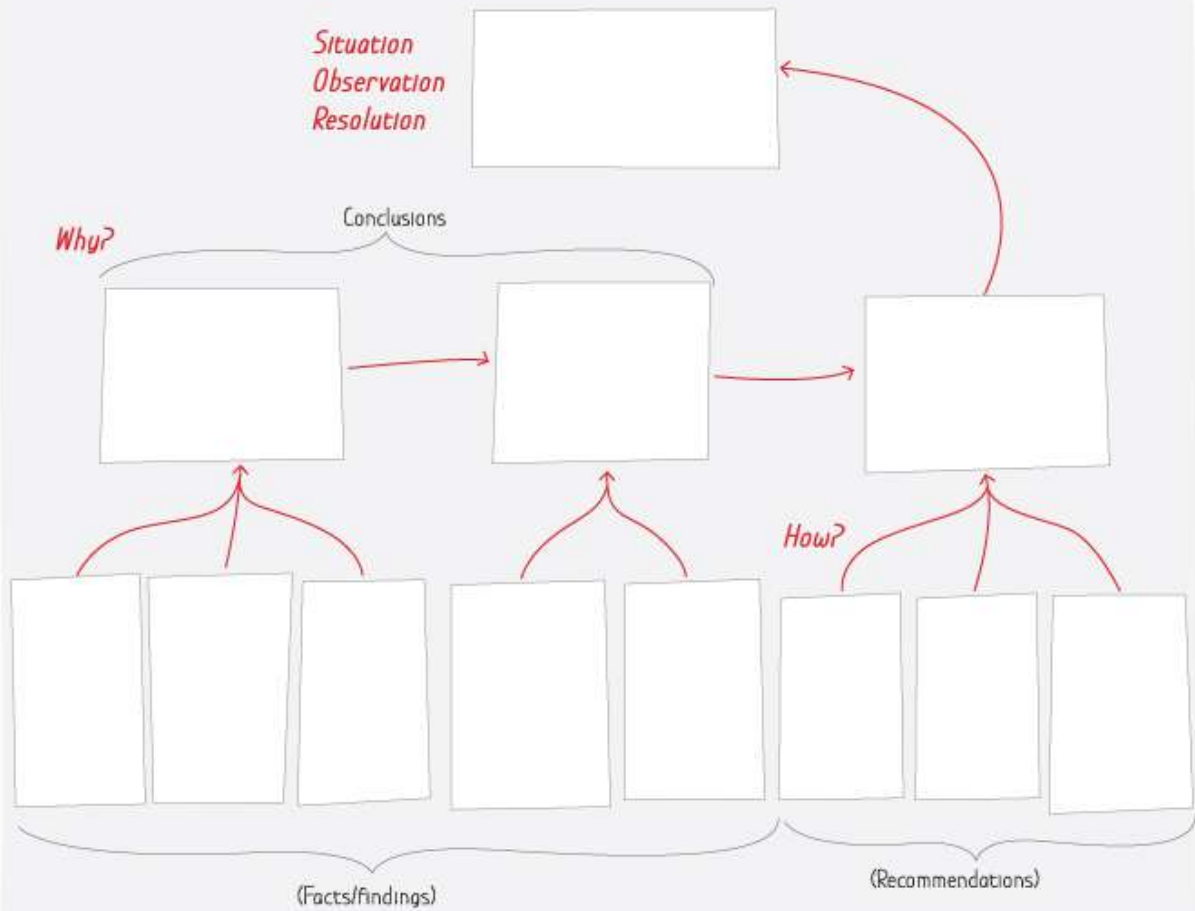 Situation
Observation
Resolution
Conclusions
Why?
How?
(Facts/findings)
(Recommendations)